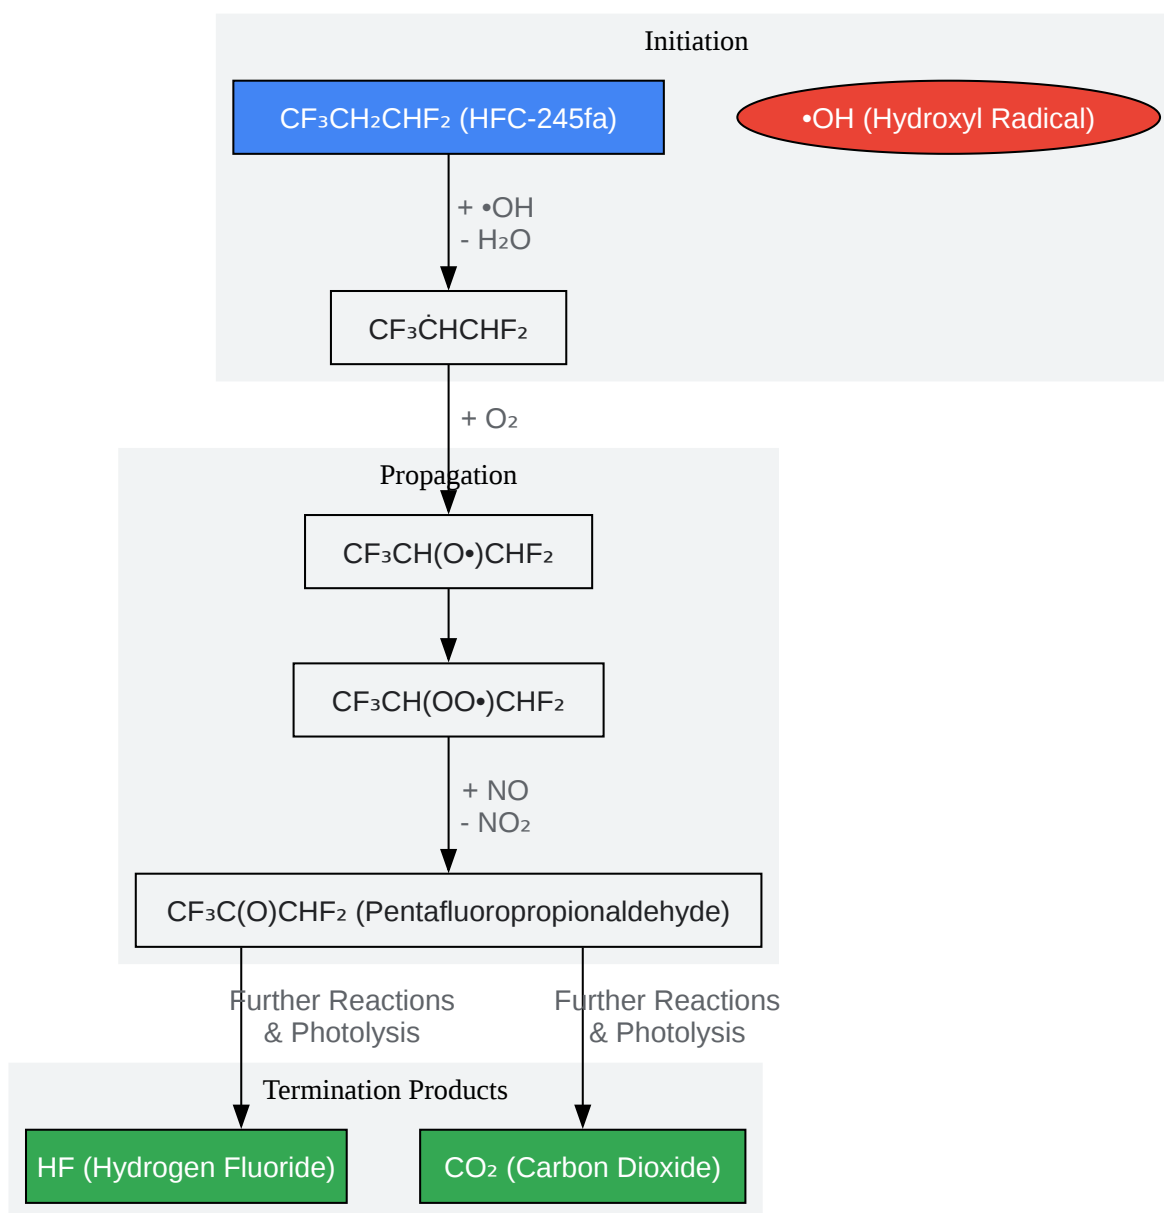 Initiation
CF₃CH₂CHF₂ (HFC-245fa)
•OH (Hydroxyl Radical)
+ •OH
- H₂O
CF₃ĊHCHF₂
+ O₂
Propagation
CF₃CH(O•)CHF₂
CF₃CH(OO•)CHF₂
+ NO
- NO₂
CF₃C(O)CHF₂ (Pentafluoropropionaldehyde)
Further Reactions
& Photolysis
Further Reactions
& Photolysis
Termination Products
HF (Hydrogen Fluoride)
CO₂ (Carbon Dioxide)